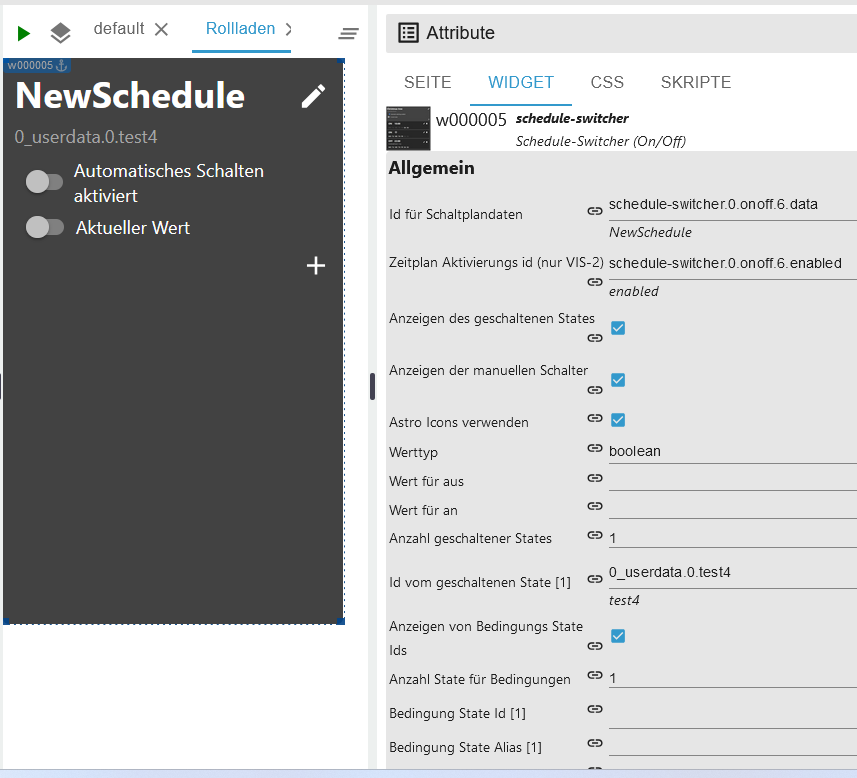 default
Rollladen
w000005
NewSchedule
0_userdata.0.test4
Automatisches Schalten
aktiviert
Aktueller Wert
Attribute
SEITE WIDGET CSS SKRIPTE
w000005 schedule-switcher
Schedule-Switcher (On/Off)
Allgemein
Id für Schaltplandaten schedule-switcher.0.onoff.6.data
NewSchedule
Zeitplan Aktivierungs id (nur VIS-2) schedule-switcher.0.onoff.6.enabled
enabled
Anzeigen des geschaltenen States
Anzeigen der manuellen Schalter
Astro Icons verwenden
Werttyp boolean
Wert für aus
Wert für an
Anzahl geschaltener States 1
Id vom geschaltenen State [1] 0_userdata.0.test4
test4
Anzeigen von Bedingungs State
Ids
Anzahl State für Bedingungen 1
Bedingung State Id [1]
Bedingung State Alias [1]